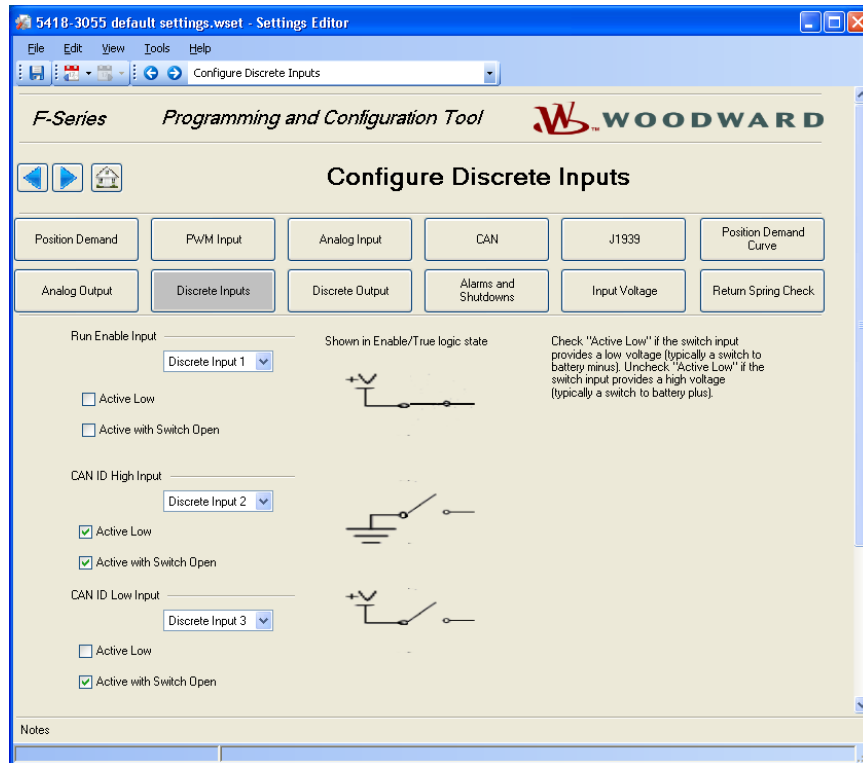 5418-3055 default settings.wset - Settings Editor
File Edit View Tools Help
Configure Discrete Inputs
F-Series Programming and Configuration Tool WOODWARD
Configure Discrete Inputs
Position Demand PWM Input Analog Input CAN J1939 Position Demand Curve
Analog Output Discrete Inputs Discrete Output Alarms and Shutdowns Input Voltage Return Spring Check
Run Enable Input
Discrete Input 1
Active Low
Active with Switch Open
Shown in Enable/True logic state
+V
Check "Active Low" if the switch input
provides a low voltage (typically a switch to
battery minus). Uncheck "Active Low" if the
switch input provides a high voltage
(typically a switch to battery plus).
CAN ID High Input
Discrete Input 2
Active Low
Active with Switch Open
CAN ID Low Input
Discrete Input 3
Active Low
Active with Switch Open
+V
Notes